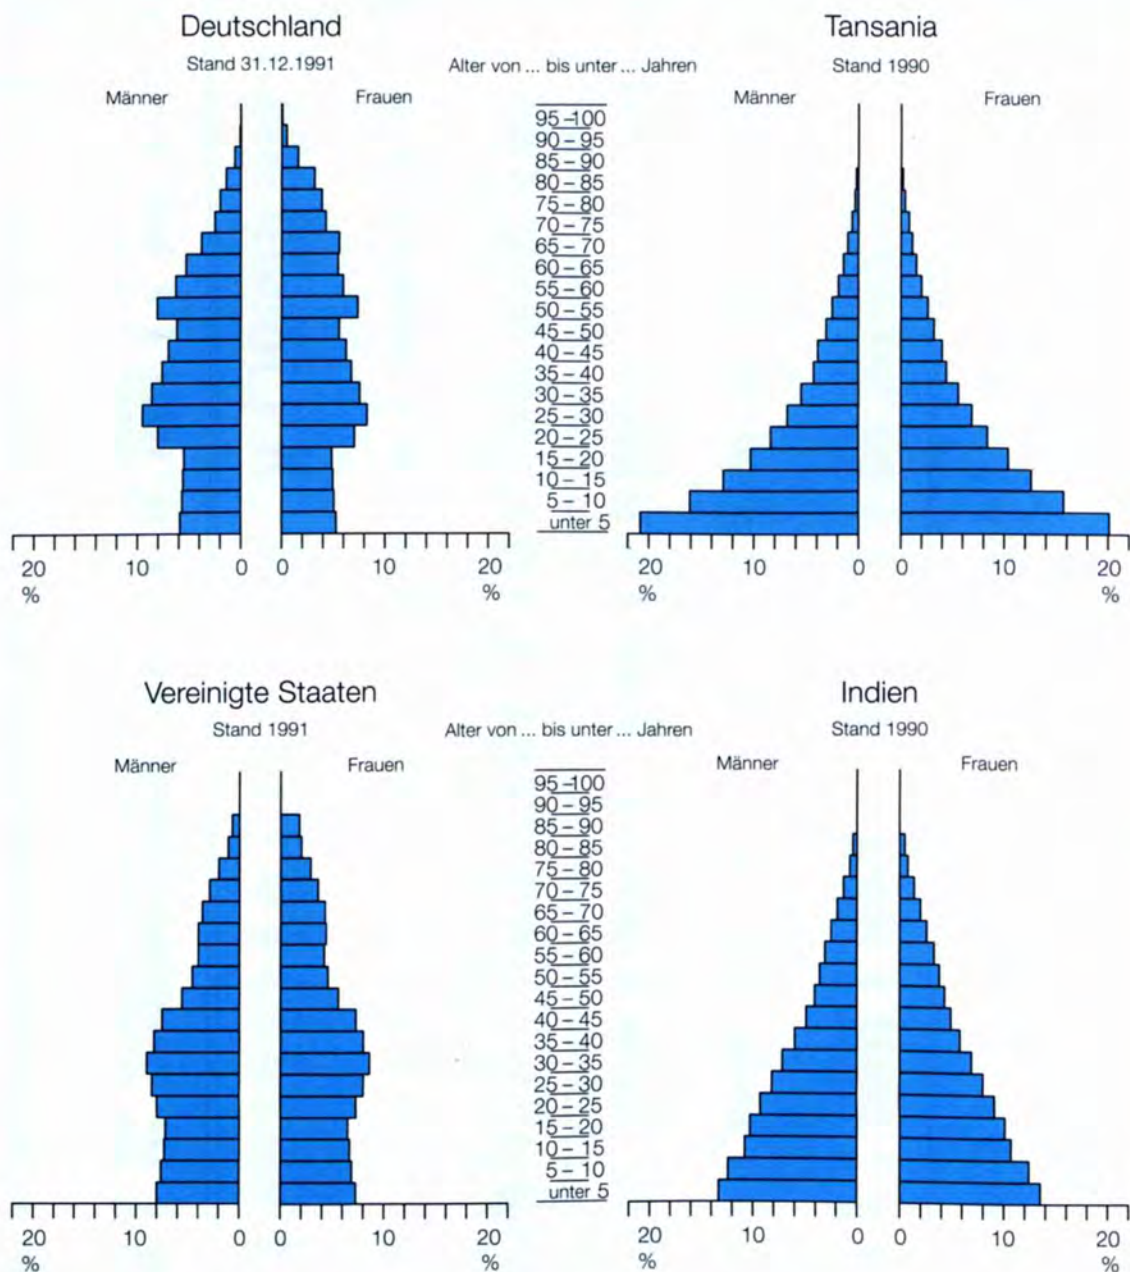 Deutschland
Stand 31.12.1991
Männer
Frauen
Alter von ... bis unter ... Jahren
Tansania
Stand 1990
Männer
Frauen
95–100
90 – 95
85 – 90
80 – 85
75 – 80
70 – 75
65 – 70
60 – 65
55 – 60
50 – 55
45 – 50
40 – 45
35 – 40
30 – 35
25 – 30
20 – 25
15 – 20
10 – 15
5 – 10
unter 5
20 10 0 0 10 20
% %
20 10 0 0 10 20
% %
Vereinigte Staaten
Stand 1991
Männer
Frauen
Alter von ... bis unter ... Jahren
Indien
Stand 1990
Männer
Frauen
95–100
90 – 95
85 – 90
80 – 85
75 – 80
70 – 75
65 – 70
60 – 65
55 – 60
50 – 55
45 – 50
40 – 45
35 – 40
30 – 35
25 – 30
20 – 25
15 – 20
10 – 15
5 – 10
unter 5
20 10 0 0 10 20
% %
20 10 0 0 10 20
% %